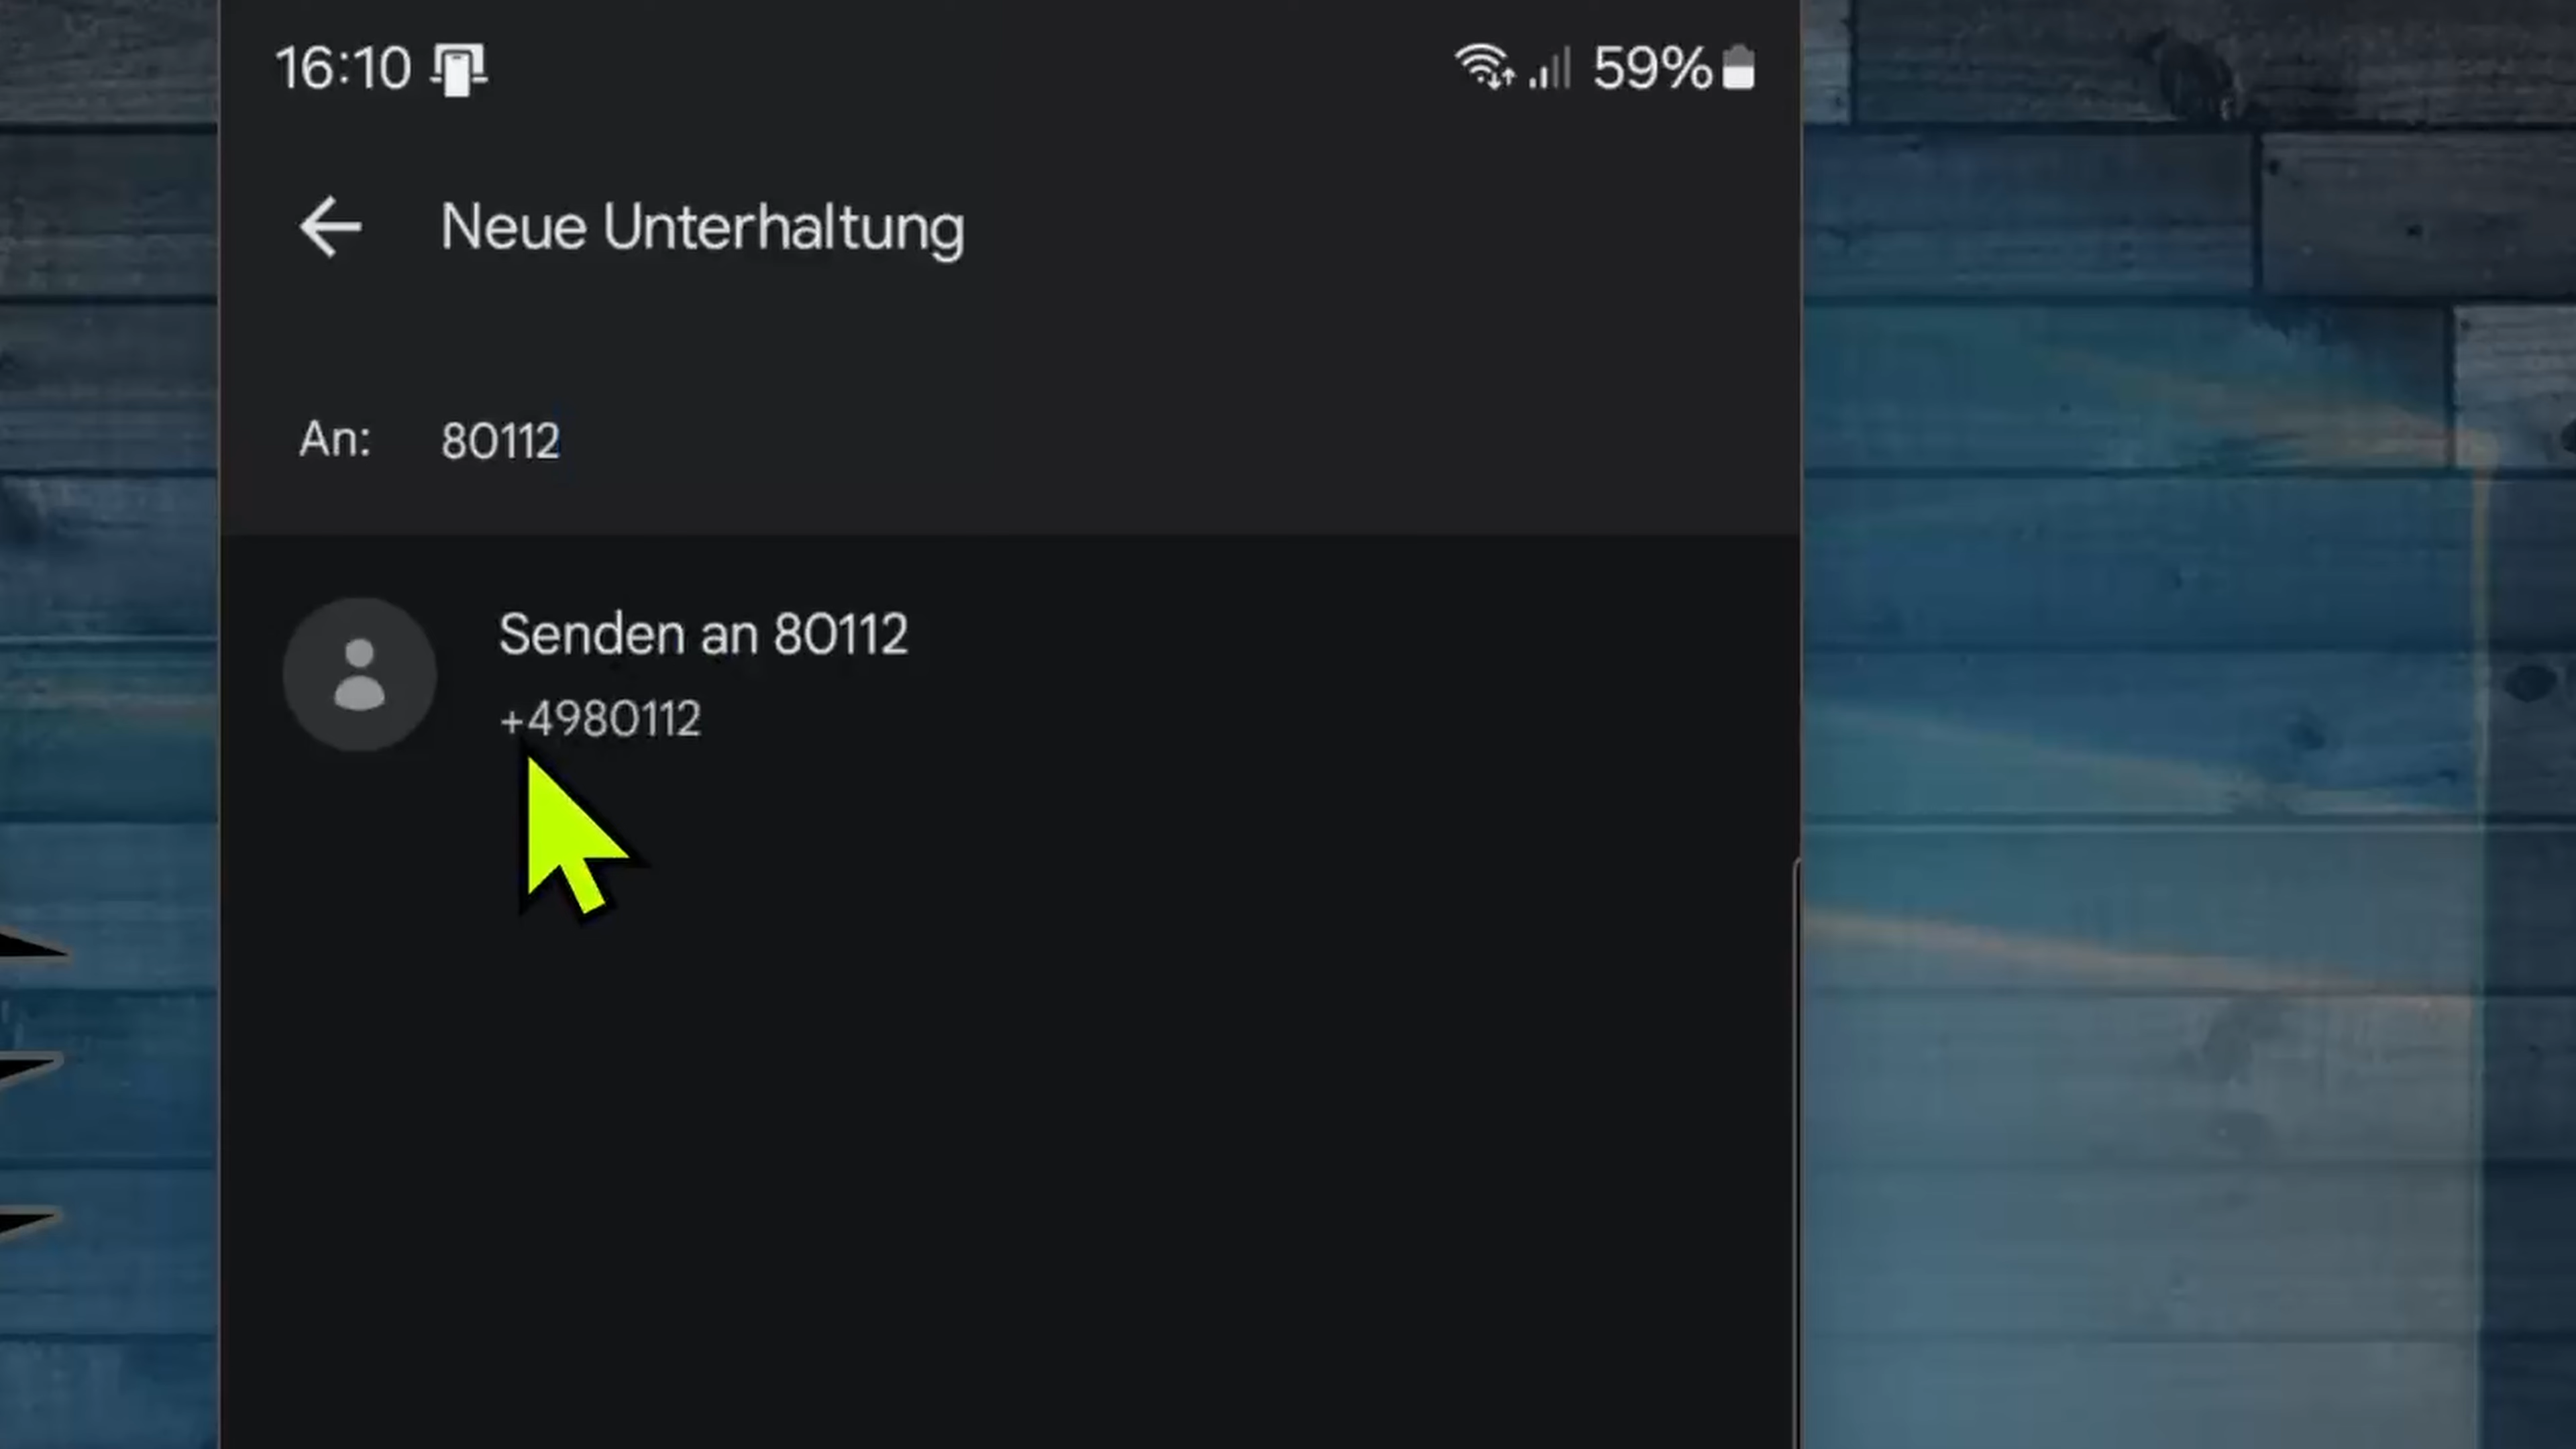 16:10 59%
Neue Unterhaltung
An: 80112
Senden an 80112
+4980112